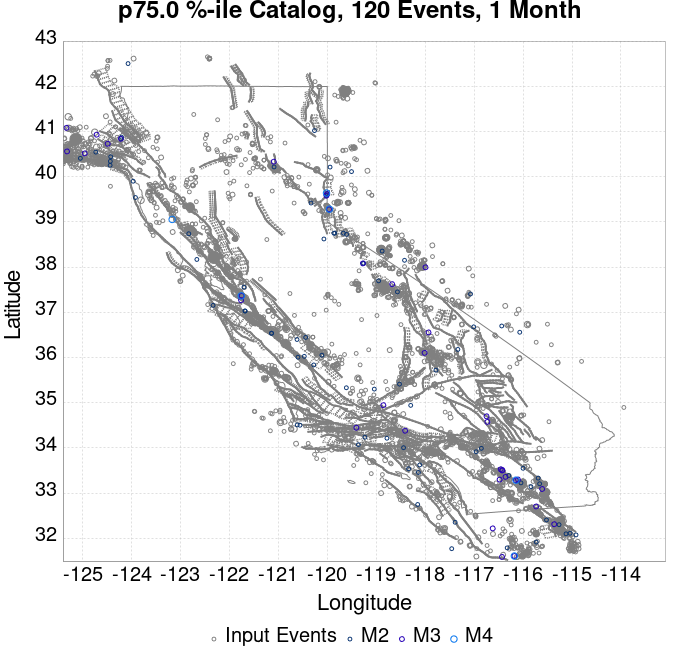 p75.0 %-ile Catalog, 120 Events, 1 Month
43
42
41
40
39
38
37
36
35
34
33
32
Latitude
-125 -124 -123 -122 -121 -120 -119 -118 -117 -116 -115 -114
Longitude
Input Events M2 M3 M4